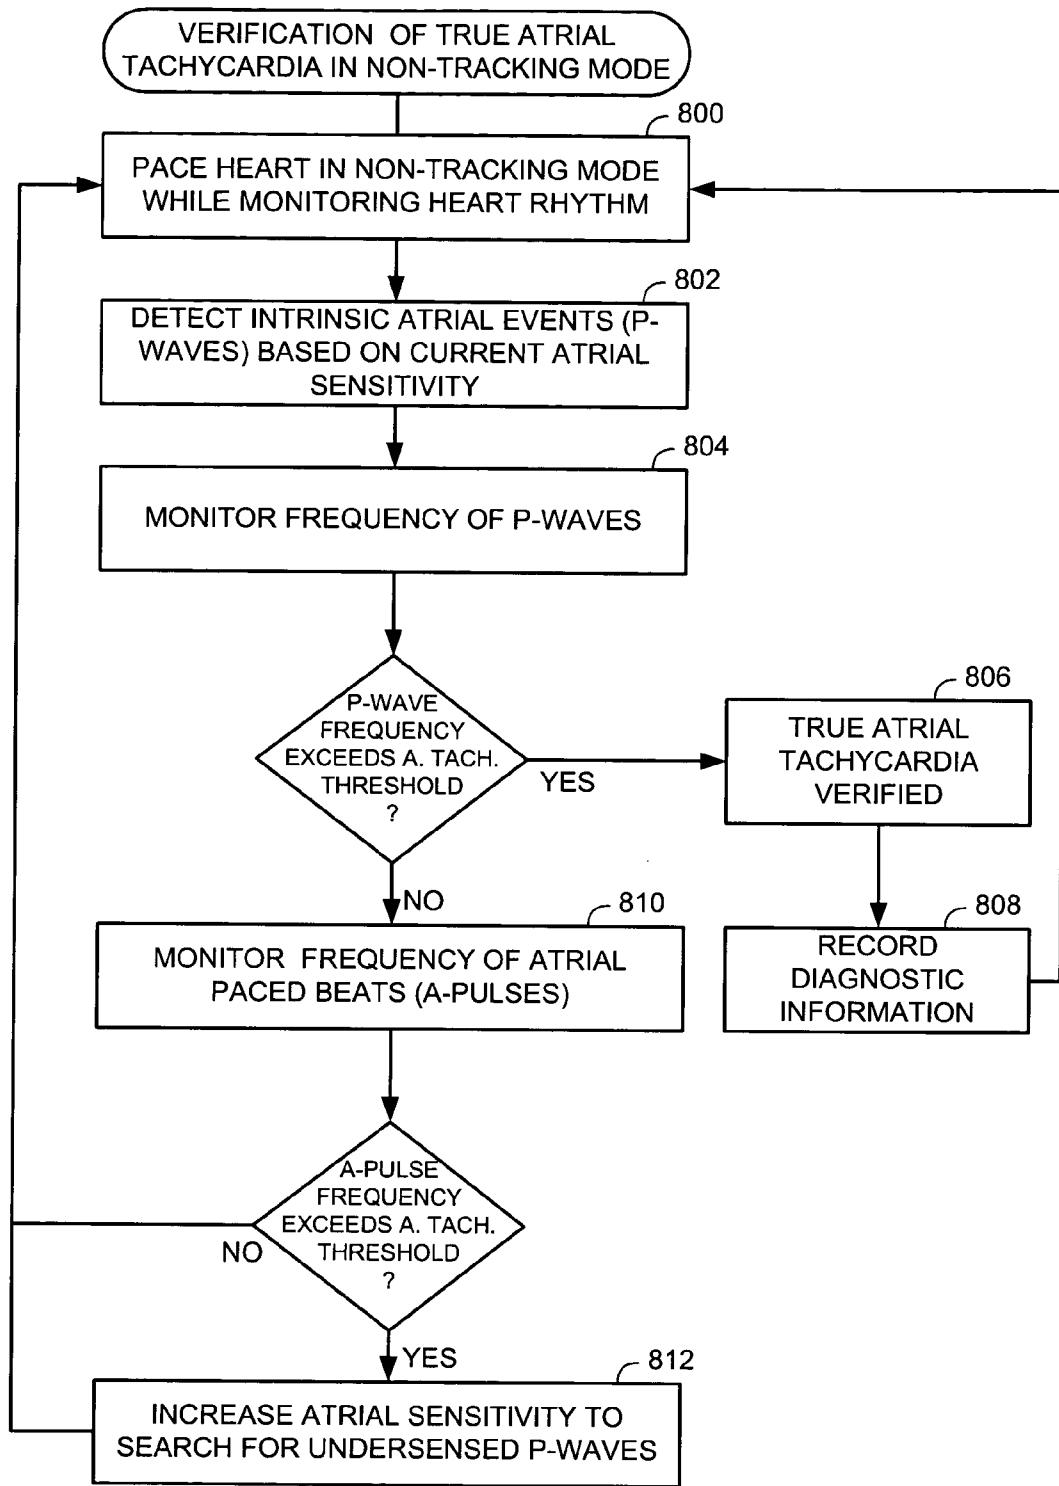 VERIFICATION OF TRUE ATRIAL
TACHYCARDIA IN NON-TRACKING MODE
800
PACE HEART IN NON-TRACKING MODE
WHILE MONITORING HEART RHYTHM
802
DETECT INTRINSIC ATRIAL EVENTS (P-
WAVES) BASED ON CURRENT ATRIAL
SENSITIVITY
804
MONITOR FREQUENCY OF P-WAVES
P-WAVE
FREQUENCY
EXCEEDS A. TACH.
THRESHOLD
?
YES
806
TRUE ATRIAL
TACHYCARDIA
VERIFIED
NO
810
MONITOR FREQUENCY OF ATRIAL
PACED BEATS (A-PULSES)
808
RECORD
DIAGNOSTIC
INFORMATION
A-PULSE
FREQUENCY
EXCEEDS A. TACH.
THRESHOLD
?
NO
YES
812
INCREASE ATRIAL SENSITIVITY TO
SEARCH FOR UNDERSENSED P-WAVES